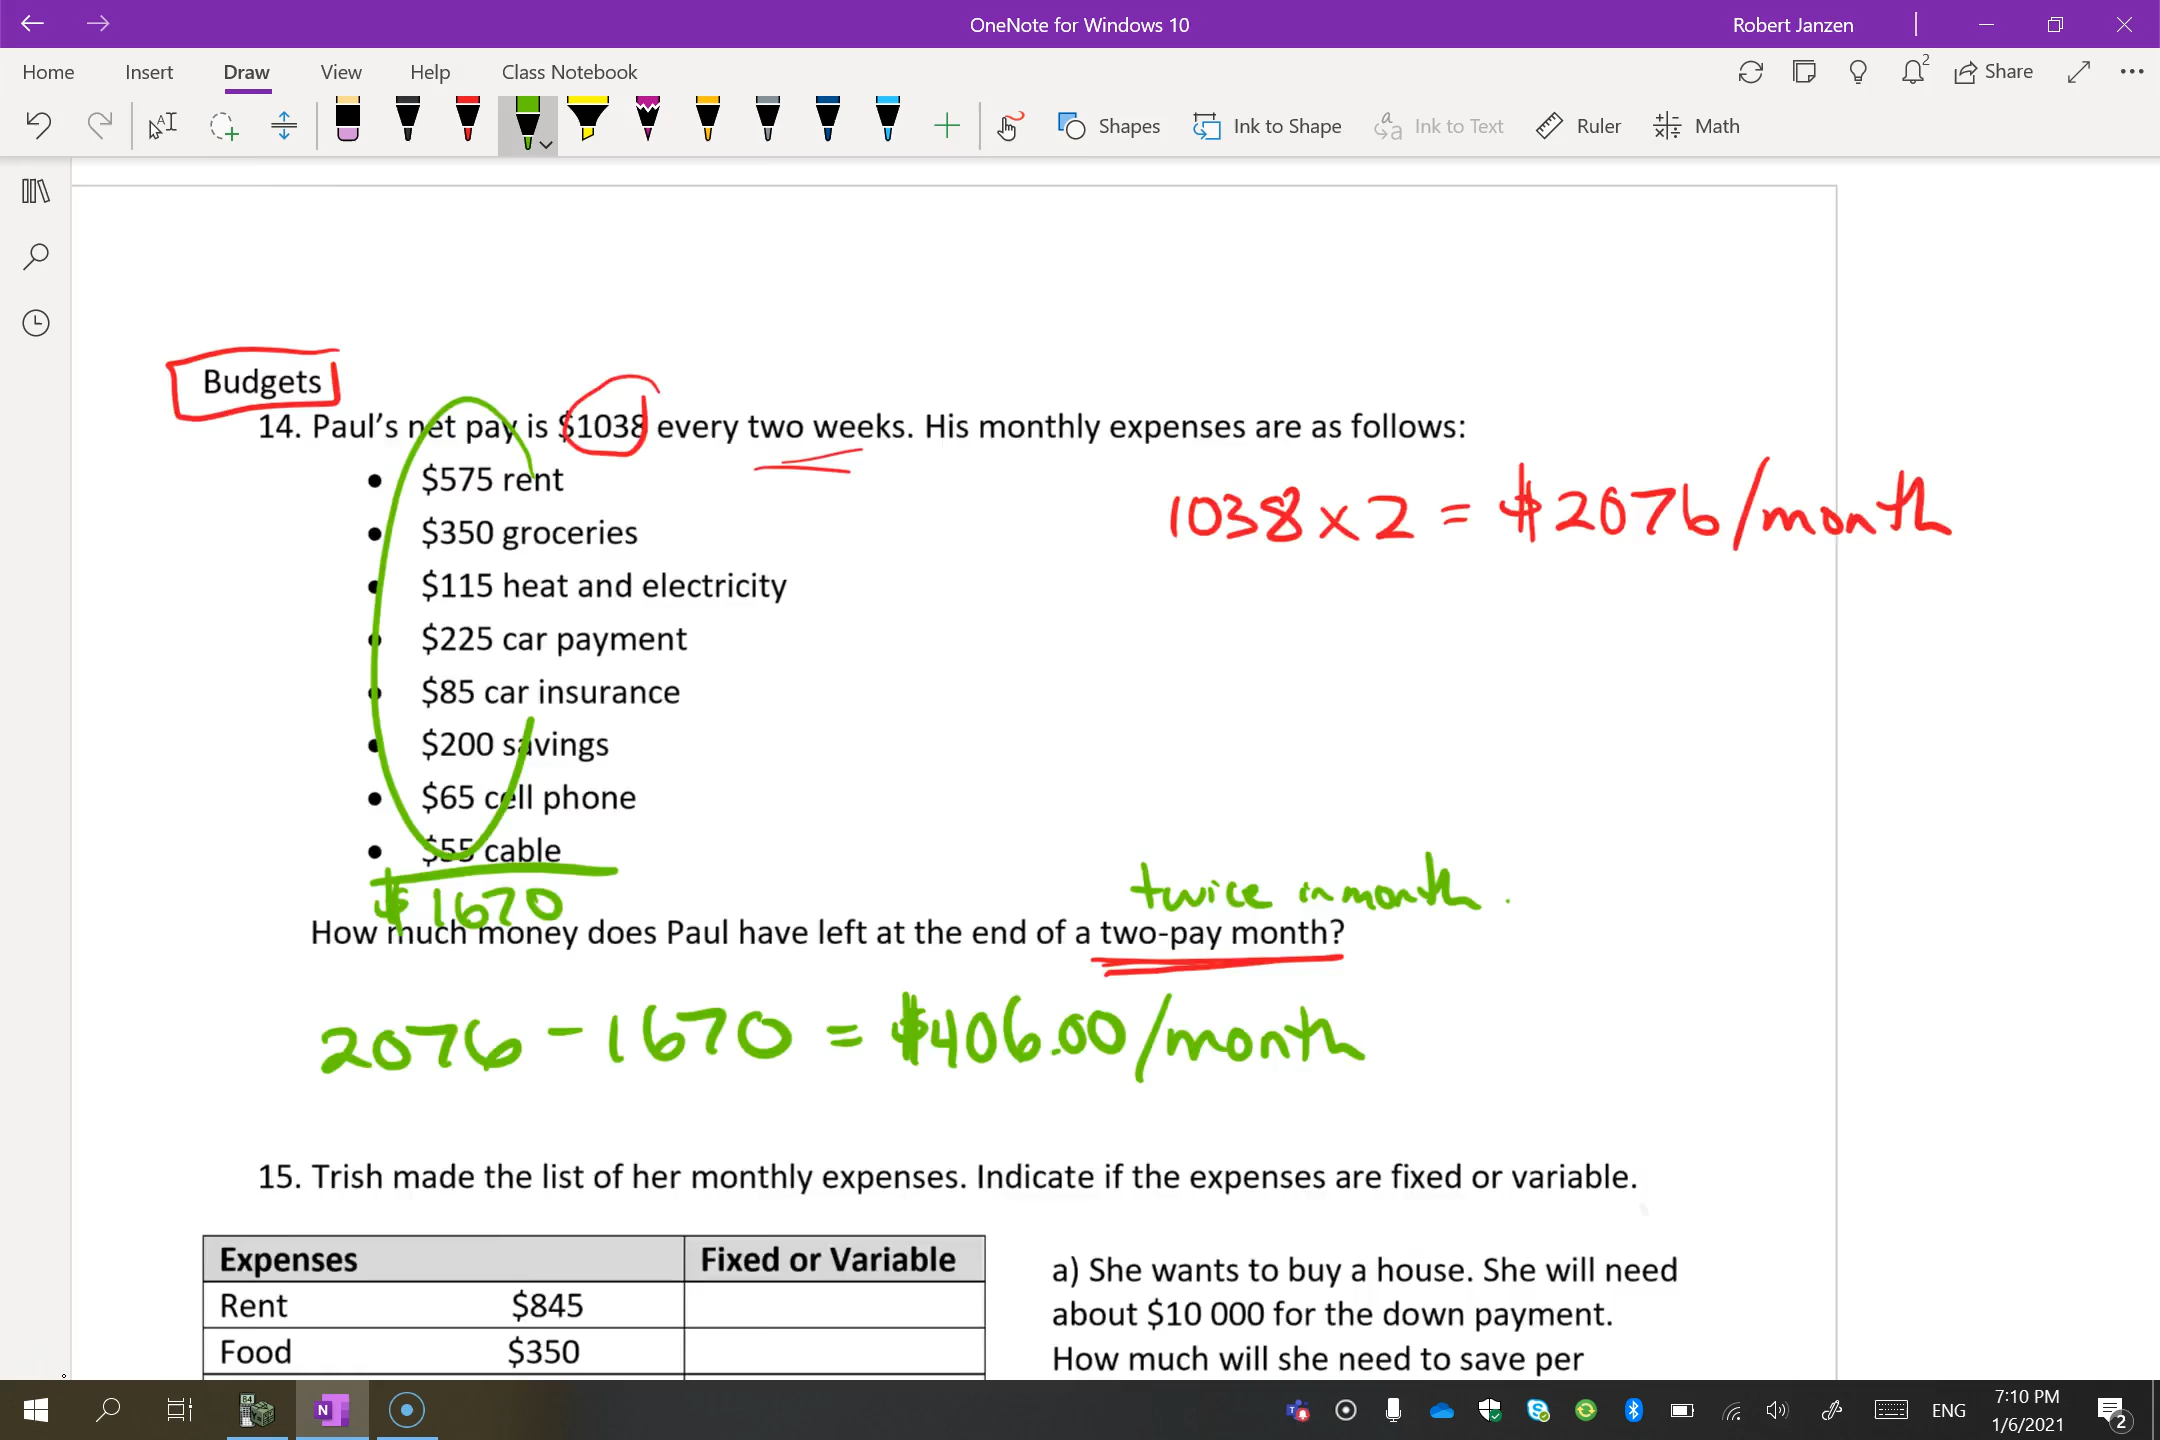 OneNote for Windows 10
Robert Janzen
Home Insert Draw View Help Class Notebook
2 Share
Shapes Ink to Shape Ink to Text Ruler Math
Budgets
14. Paul's net pay is $1038 every two weeks. His monthly expenses are as follows:
• $575 rent
1038 x 2 = $2076/month
• $350 groceries
• $115 heat and electricity
• $225 car payment
• $85 car insurance
• $200 savings
• $65 cell phone
• $55 cable
$1670
twice in month.
How much money does Paul have left at the end of a two-pay month?
2076 - 1670 = $406.00/month
15. Trish made the list of her monthly expenses. Indicate if the expenses are fixed or variable.
Expenses Fixed or Variable
Rent $845
Food $350
a) She wants to buy a house. She will need
about $10 000 for the down payment.
How much will she need to save per
ENG
7:10 PM
1/6/2021
2